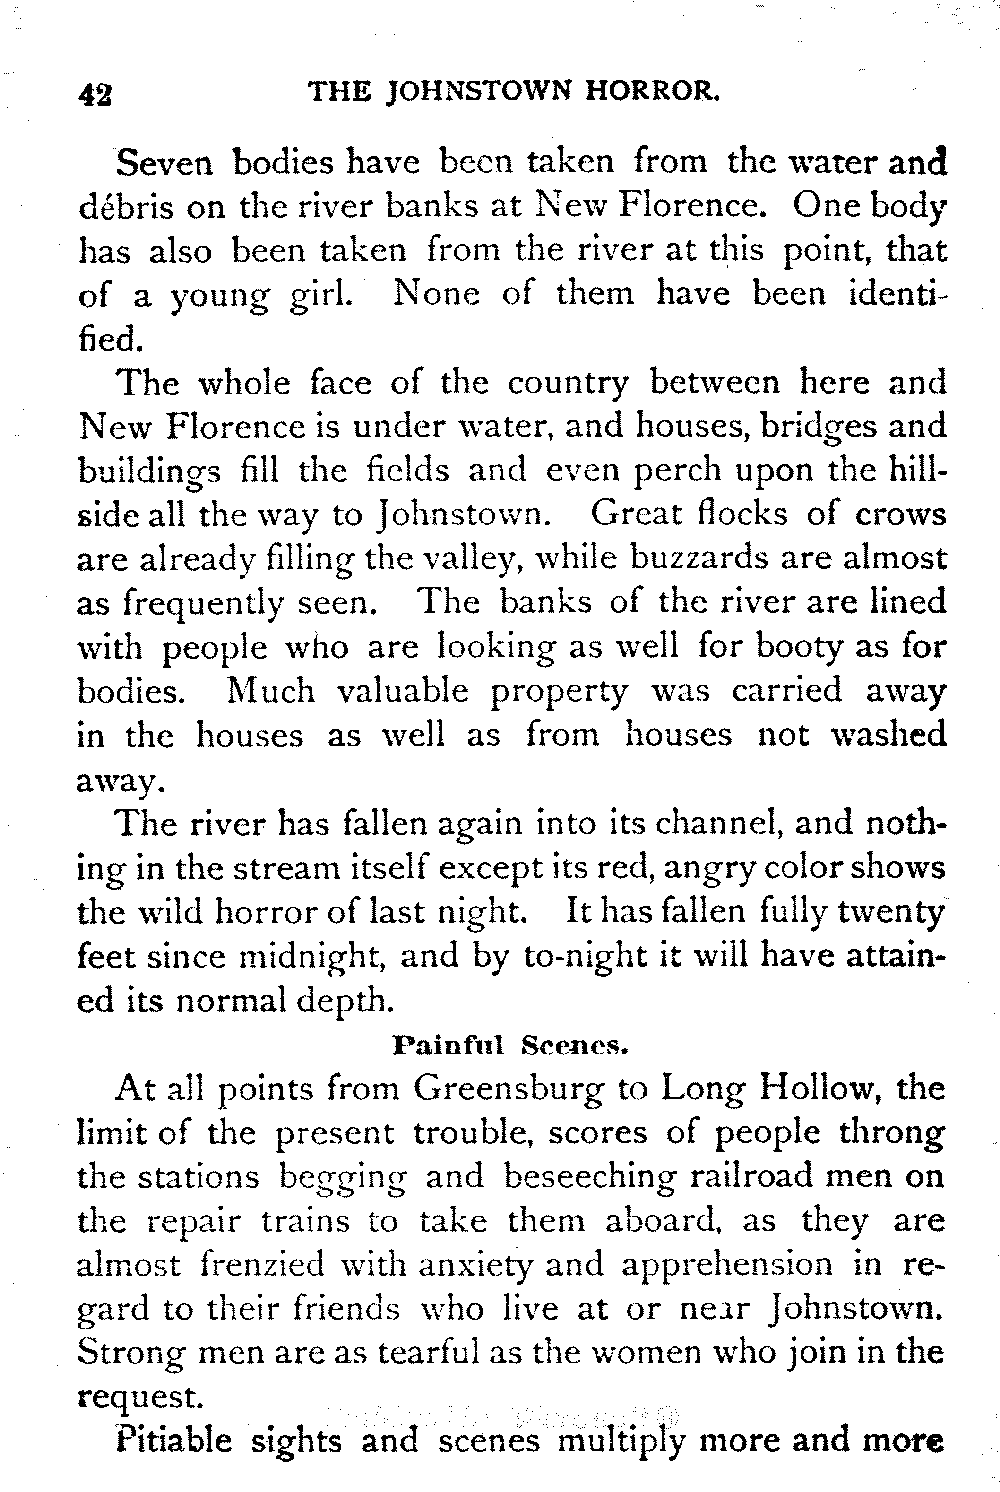 42 THE JOHNSTOWN HORROR.
Seven bodies have been taken from the water and
débris on the river banks at New Florence. One body
has also been taken from the river at this point, that
of a young girl. None of them have been identi-
fied.
The whole face of the country between here and
New Florence is under water, and houses, bridges and
buildings fill the fields and even perch upon the hill-
side all the way to Johnstown. Great flocks of crows
are already filling the valley, while buzzards are almost
as frequently seen. The banks of the river are lined
with people who are looking as well for booty as for
bodies. Much valuable property was carried away
in the houses as well as from houses not washed
away.
The river has fallen again into its channel, and noth-
ing in the stream itself except its red, angry color shows
the wild horror of last night. It has fallen fully twenty
feet since midnight, and by to-night it will have attain-
ed its normal depth.
Painful Scenes.
At all points from Greensburg to Long Hollow, the
limit of the present trouble, scores of people throng
the stations begging and beseeching railroad men on
the repair trains to take them aboard, as they are
almost frenzied with anxiety and apprehension in re-
gard to their friends who live at or near Johnstown.
Strong men are as tearful as the women who join in the
request.
Pitiable sights and scenes multiply more and more